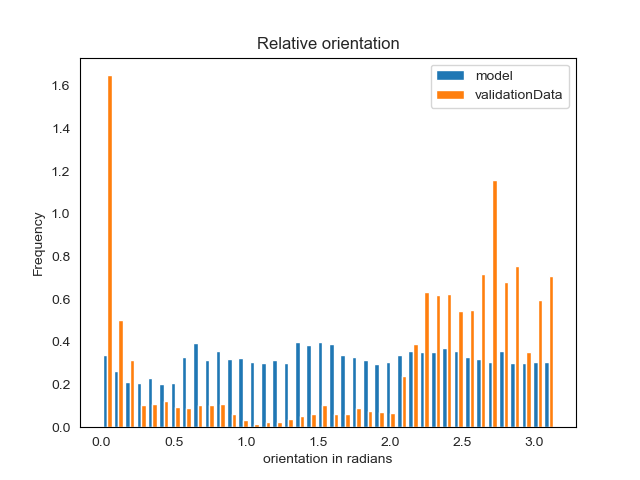 Relative orientation
model
validationData
Frequency
1.6
1.4
1.2
1.0
0.8
0.6
0.4
0.2
0.0
0.0 0.5 1.0 1.5 2.0 2.5 3.0
orientation in radians